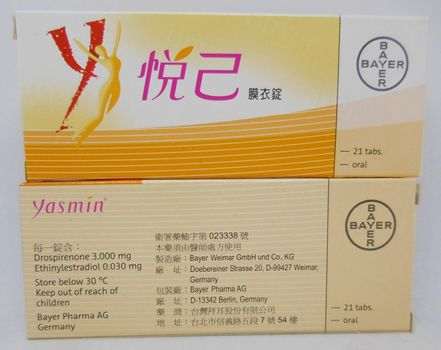 悅己
膜衣錠
BAYER
BAYER
21 tabs.
oral
yasmin®
每一錠含：
Drospirenone 3.000 mg
Ethinylestradiol 0.030 mg
Store below 30 °C
Keep out of reach of
children
Bayer Pharma AG
Germany
衛署藥輸字第 023338 號
本藥須由醫師處方使用
製造廠：Bayer Weimar GmbH und Co, KG
廠 址：Doebereiner Strasse 20, D-99427 Weimar,
Germany
包裝廠：Bayer Pharma AG
廠 址：D-13342 Berlin, Germany
藥 商：台灣拜耳股份有限公司
地 址：台北市信義路五段 7 號 54 樓
BAYER
BAYER
21 tabs.
oral